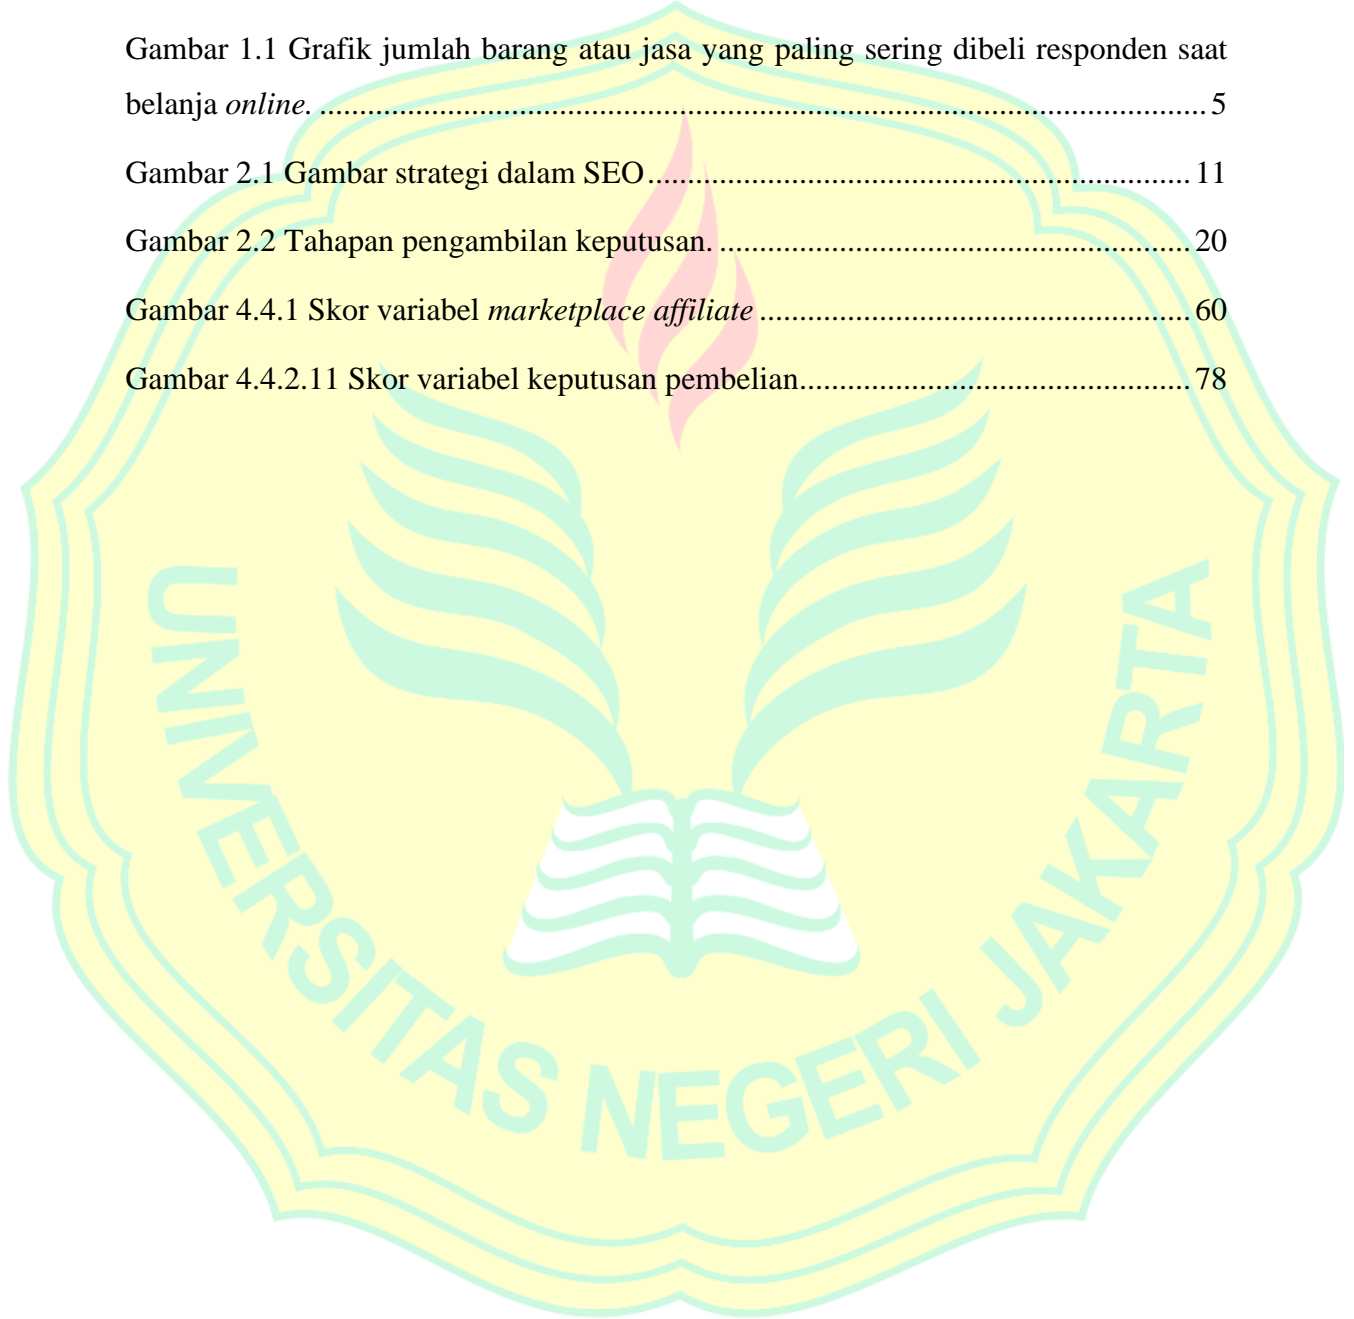 Gambar 1.1 Grafik jumlah barang atau jasa yang paling sering dibeli responden saat
belanja online. ............................................................................................................... 5
Gambar 2.1 Gambar strategi dalam SEO .................................................................... 11
Gambar 2.2 Tahapan pengambilan keputusan. ........................................................... 20
Gambar 4.4.1 Skor variabel marketplace affiliate ...................................................... 60
Gambar 4.4.2.11 Skor variabel keputusan pembelian ................................................. 78
UNIVERSITAS NEGERI JAKARTA